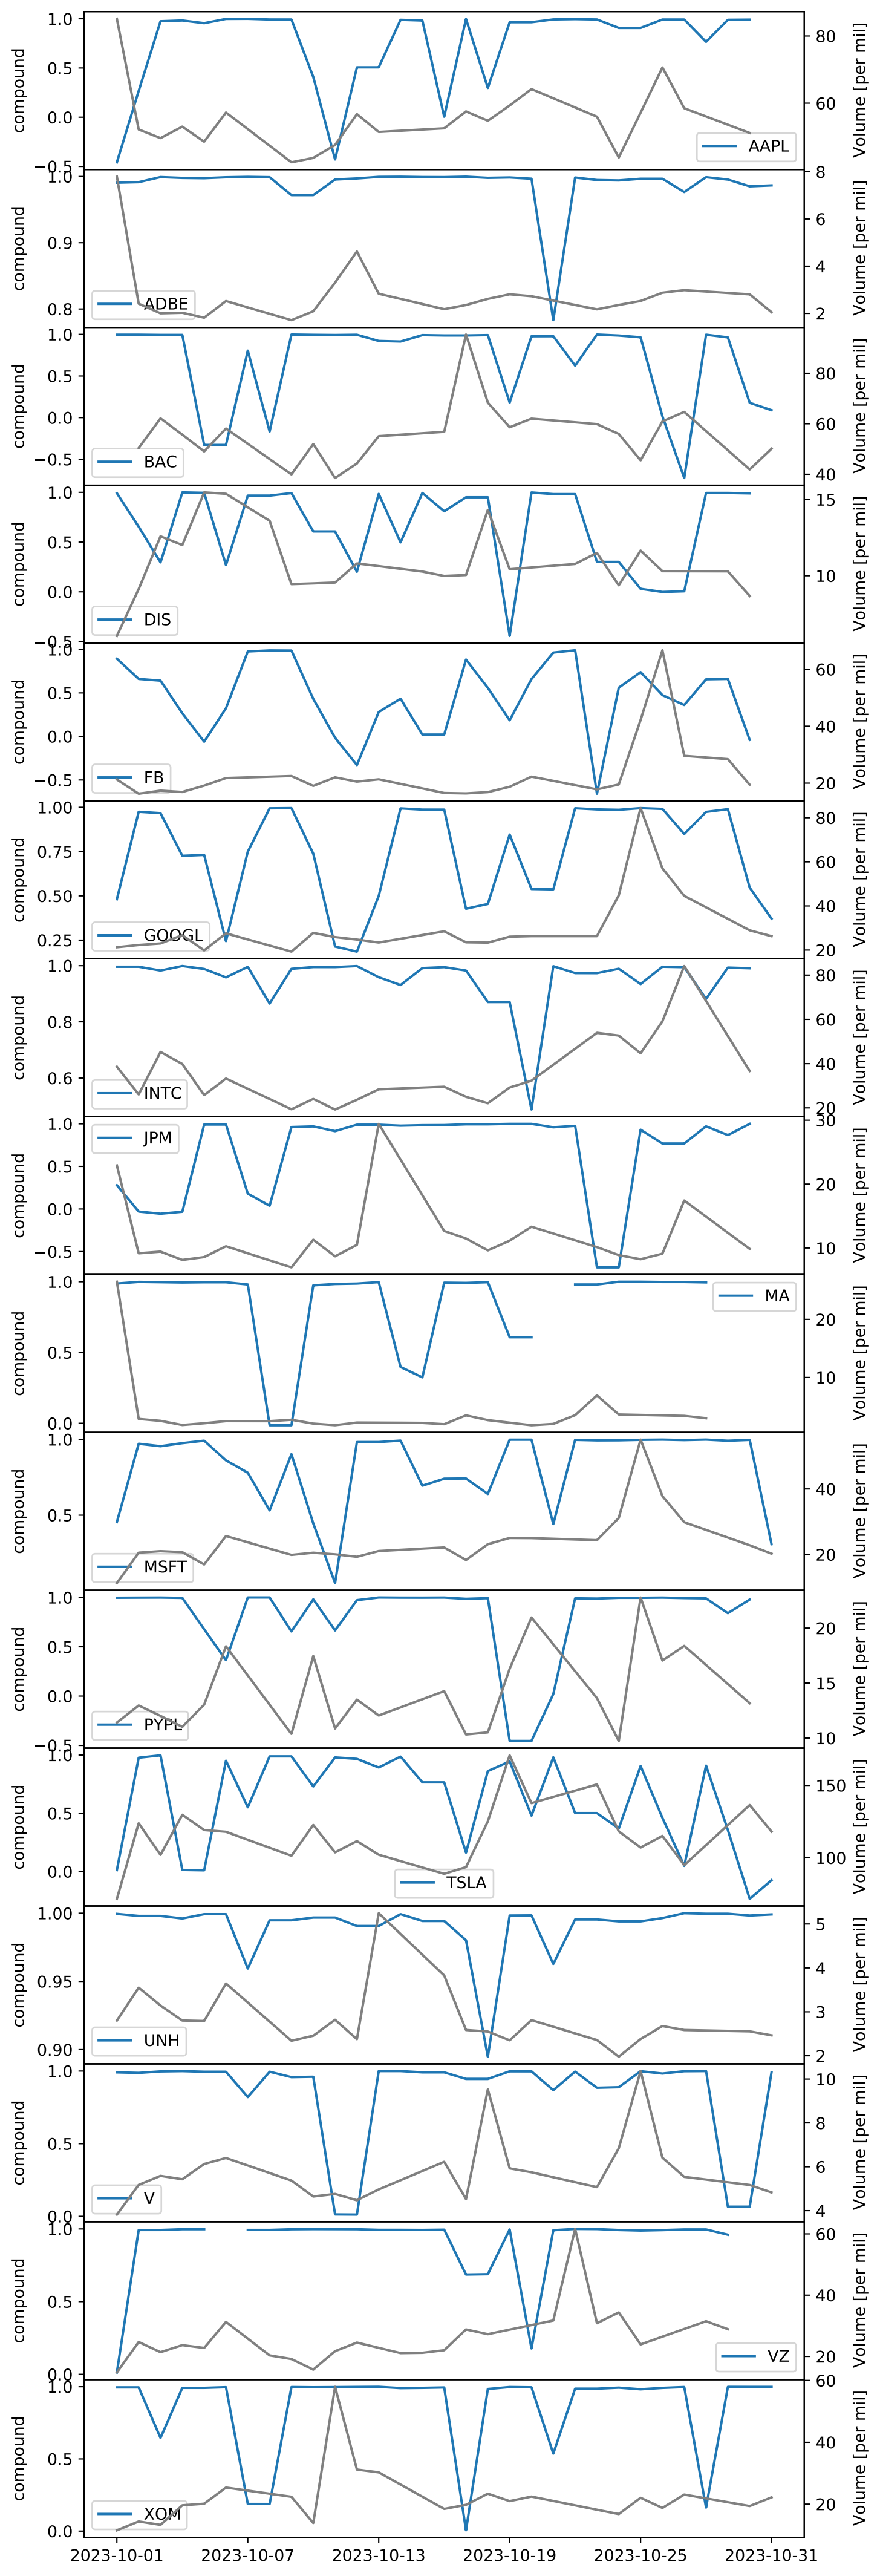 1.0
0.5
0.0
−0.5
compound
80
60
Volume [per mil]
AAPL
1.0
0.9
0.8
compound
8
6
4
2
Volume [per mil]
ADBE
1.0
0.5
0.0
−0.5
compound
80
60
40
Volume [per mil]
BAC
1.0
0.5
0.0
−0.5
compound
15
10
Volume [per mil]
DIS
1.0
0.5
0.0
−0.5
compound
60
40
20
Volume [per mil]
FB
1.00
0.75
0.50
0.25
compound
80
60
40
20
Volume [per mil]
GOOGL
1.0
0.8
0.6
compound
80
60
40
20
Volume [per mil]
INTC
1.0
0.5
0.0
−0.5
compound
30
20
10
Volume [per mil]
JPM
1.0
0.5
0.0
compound
20
10
Volume [per mil]
MA
1.0
0.5
compound
40
20
Volume [per mil]
MSFT
1.0
0.5
0.0
−0.5
compound
20
15
10
Volume [per mil]
PYPL
1.0
0.5
0.0
compound
150
100
Volume [per mil]
TSLA
1.00
0.95
0.90
compound
5
4
3
2
Volume [per mil]
UNH
1.0
0.5
0.0
compound
10
8
6
4
Volume [per mil]
V
1.0
0.5
0.0
compound
60
40
20
Volume [per mil]
VZ
1.0
0.5
0.0
compound
60
40
20
Volume [per mil]
XOM
2023-10-01 2023-10-07 2023-10-13 2023-10-19 2023-10-25 2023-10-31